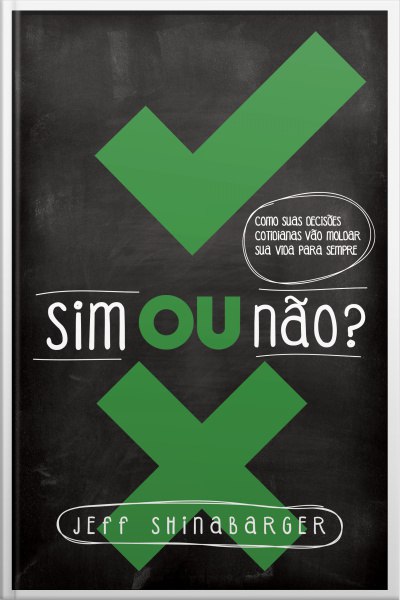 COMO SUAS DECISÕES
COTIDIANAS VÃO MOLDAR
SUA VIDA PARA SEMPRE
SIM OU NÃO?
JEFF SHINABARGER